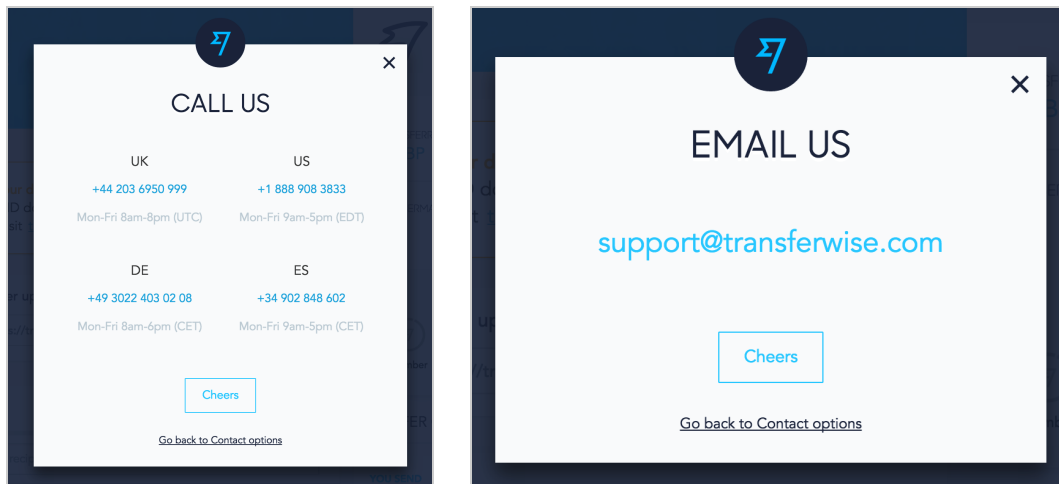 CALL US
UK
+44 203 6950 999
Mon-Fri 8am-8pm (UTC)
US
+1 888 908 3833
Mon-Fri 9am-5pm (EDT)
DE
+49 3022 403 02 08
Mon-Fri 8am-6pm (CET)
ES
+34 902 848 602
Mon-Fri 9am-5pm (CET)
Cheers
Go back to Contact options
YOU SEND
EMAIL US
support@transferwise.com
Cheers
Go back to Contact options